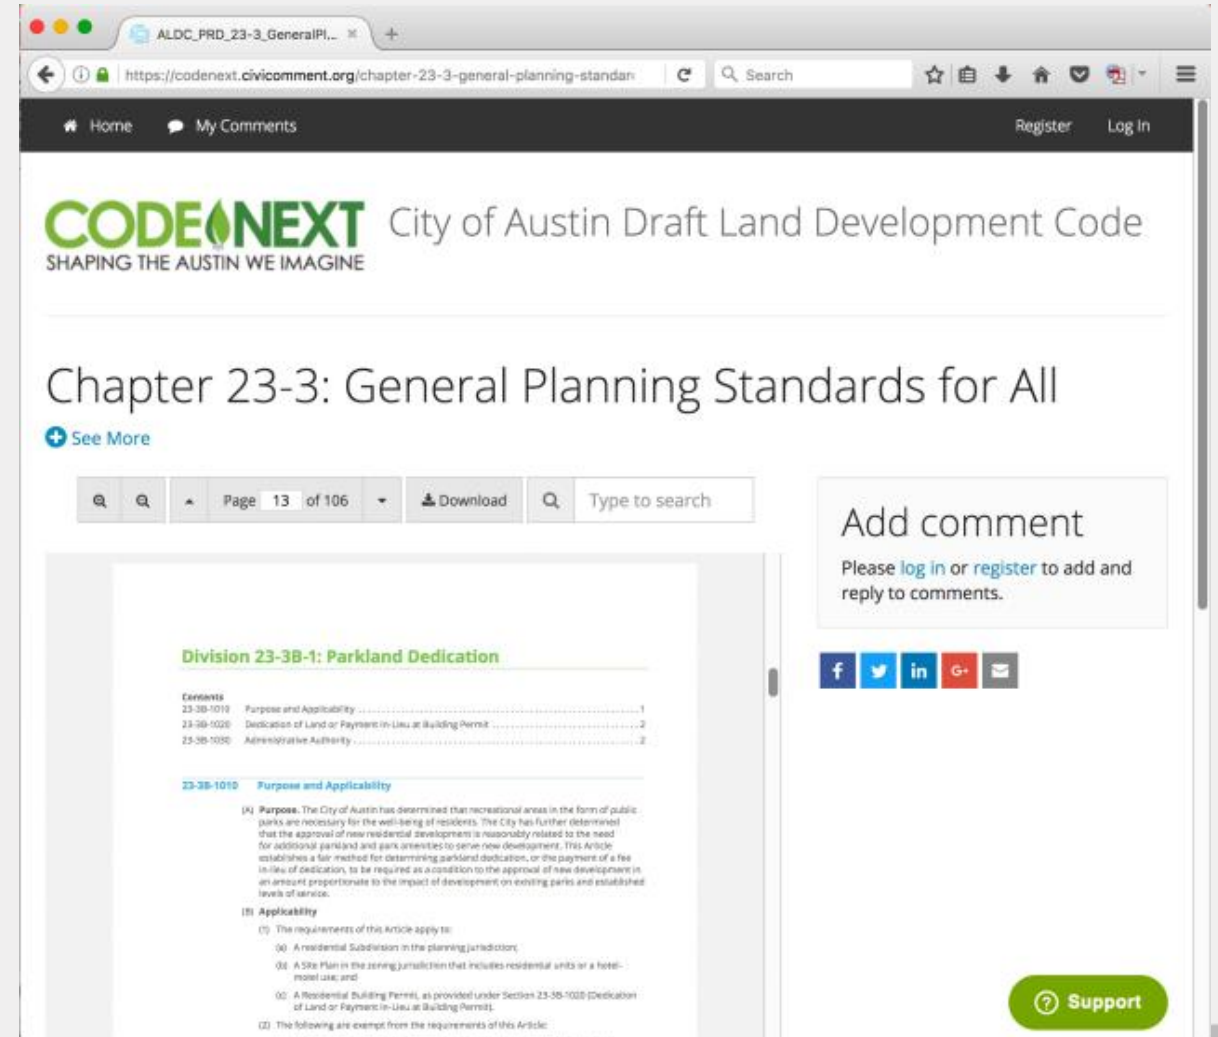 ALDC_PRD_23-3_GeneralPl...
https://codenext.civicomment.org/chapter-23-3-general-planning-standar
Search
Home My Comments Register Log In
CODE NEXT
SHAPING THE AUSTIN WE IMAGINE
City of Austin Draft Land Development Code
Chapter 23-3: General Planning Standards for All
See More
Page 13 of 106 Download Type to search
Add comment
Please log in or register to add and
reply to comments.
Division 23-3B-1: Parkland Dedication
Contents
23-3B-1010 Purpose and Applicability 1
23-3B-1020 Dedication of Land or Payment In-Lieu at Building Permit 2
23-3B-1030 Administrative Authority 2
23-3B-1010 Purpose and Applicability
(A) Purpose. The City of Austin has determined that recreational areas in the form of public
parks are necessary for the well-being of residents. The City has further determined
that the approval of new residential development is reasonably related to the need
for additional parkland and park amenities to serve new development. This Article
establishes a fair method for determining parkland dedication, or the payment of a fee
in-lieu of dedication, to be required as a condition to the approval of new development in
an amount proportionate to the impact of development on existing parks and established
levels of service.
(B) Applicability
(1) The requirements of this Article apply to:
(a) A residential Subdivision in the planning jurisdiction;
(b) A Site Plan in the zoning jurisdiction that includes residential units or a hotel-
motel use; and
(c) A Residential Building Permit, as provided under Section 23-3B-1020 (Dedication
of Land or Payment In-Lieu at Building Permit).
(2) The following are exempt from the requirements of this Article:
f in G+
Support